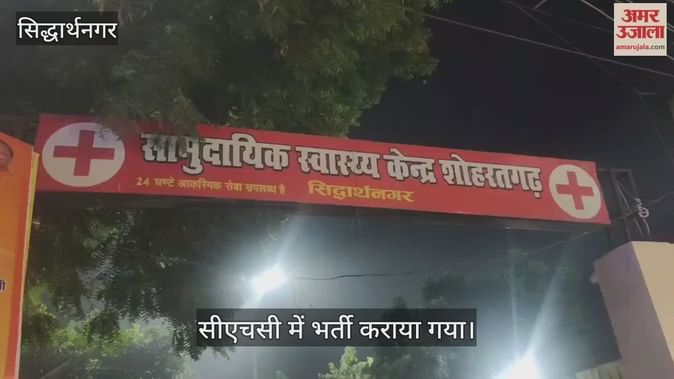 सिद्धार्थनगर
अमर
उजाला
amarujala.com
सामुदायिक स्वास्थ्य केन्द्र शोहरतगढ़
24 घण्टे आकस्मिक सेवा उपलब्ध है
सिद्वार्थनगर
सीएचसी में भर्ती कराया गया।